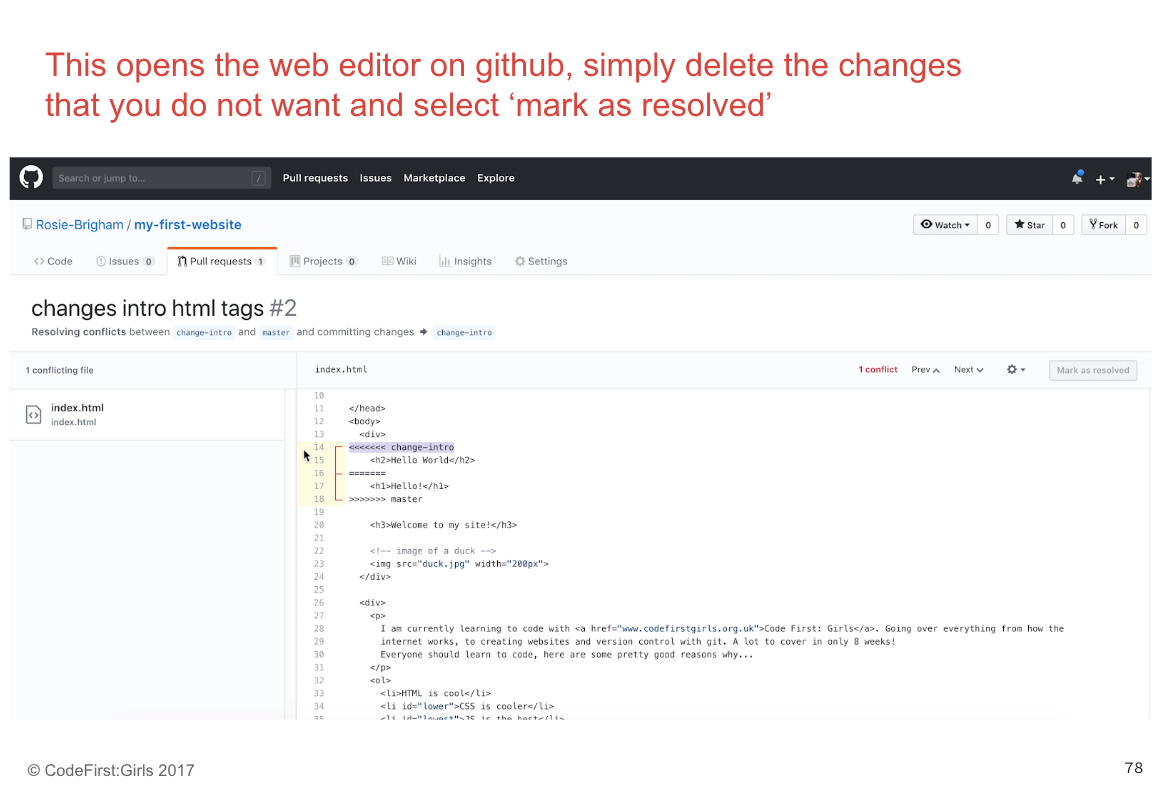 This opens the web editor on github, simply delete the changes
that you do not want and select ‘mark as resolved’
Search or jump to... /
Pull requests Issues Marketplace Explore
Rosie-Brigham / my-first-website
Watch 0 Star 0 Fork 0
Code Issues 0 Pull requests 1 Projects 0 Wiki Insights Settings
changes intro html tags #2
Resolving conflicts between change-intro and master and committing changes → change-intro
1 conflicting file
index.html
index.html
index.html 1 conflict Prev Next Mark as resolved
10
11 </head>
12 <body>
13 <div>
14 <<<<<<< change-intro
15 <h2>Hello World</h2>
16 =======
17 <h1>Hello!</h1>
18 >>>>>>> master
19
20 <h3>Welcome to my site!</h3>
21
22 <!-- image of a duck -->
23 <img src="duck.jpg" width="200px">
24 </div>
25
26 <div>
27 <p>
28 I am currently learning to code with <a href="www.codefirstgirls.org.uk">Code First: Girls</a>. Going over everything from how the
29 internet works, to creating websites and version control with git. A lot to cover in only 8 weeks!
30 Everyone should learn to code, here are some pretty good reasons why...
31 </p>
32 <ol>
33 <li>HTML is cool</li>
34 <li id="lower">CSS is cooler</li>
35 <li id="lowest">JS is the best</li>
© CodeFirst:Girls 2017
78